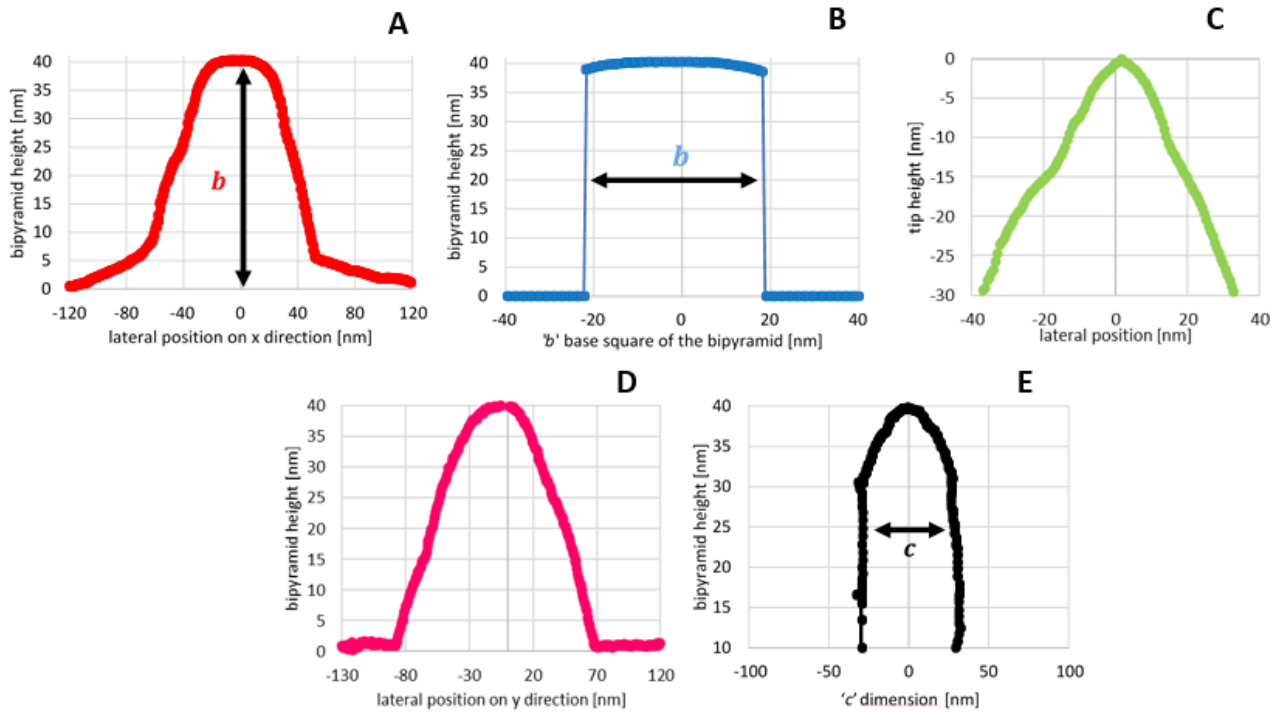 A
bipyramid height [nm]
40
35
30
25
20
15
10
5
0
b
-120 -80 -40 0 40 80 120
lateral position on x direction [nm]
B
bipyramid height [nm]
40
35
30
25
20
15
10
5
0
b
-40 -20 0 20 40
'b' base square of the bipyramid [nm]
C
tip height [nm]
0
-5
-10
-15
-20
-25
-30
-40 -20 0 20 40
lateral position [nm]
D
bipyramid height [nm]
40
35
30
25
20
15
10
5
0
-130 -80 -30 20 70 120
lateral position on y direction [nm]
E
bipyramid height [nm]
40
35
30
25
20
15
10
c
-100 -50 0 50 100
'c' dimension [nm]